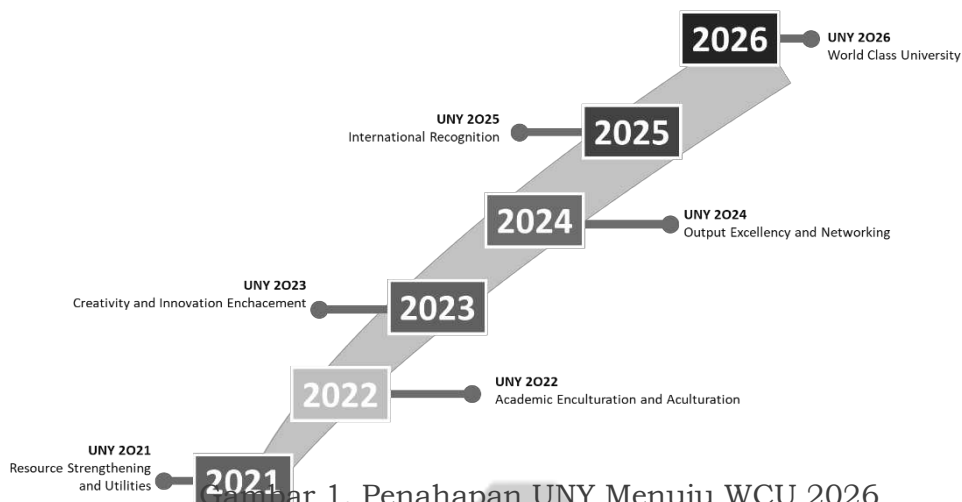 2026
UNY 2O26
World Class University
UNY 2O25
International Recognition
2025
2024
UNY 2O24
Output Excellency and Networking
UNY 2O23
Creativity and Innovation Enchacement
2023
2022
UNY 2O22
Academic Enculturation and Aculturation
UNY 2O21
Resource Strengthening
and Utilities
2021
Gambar 1. Penahapan UNY Menuju WCU 2026